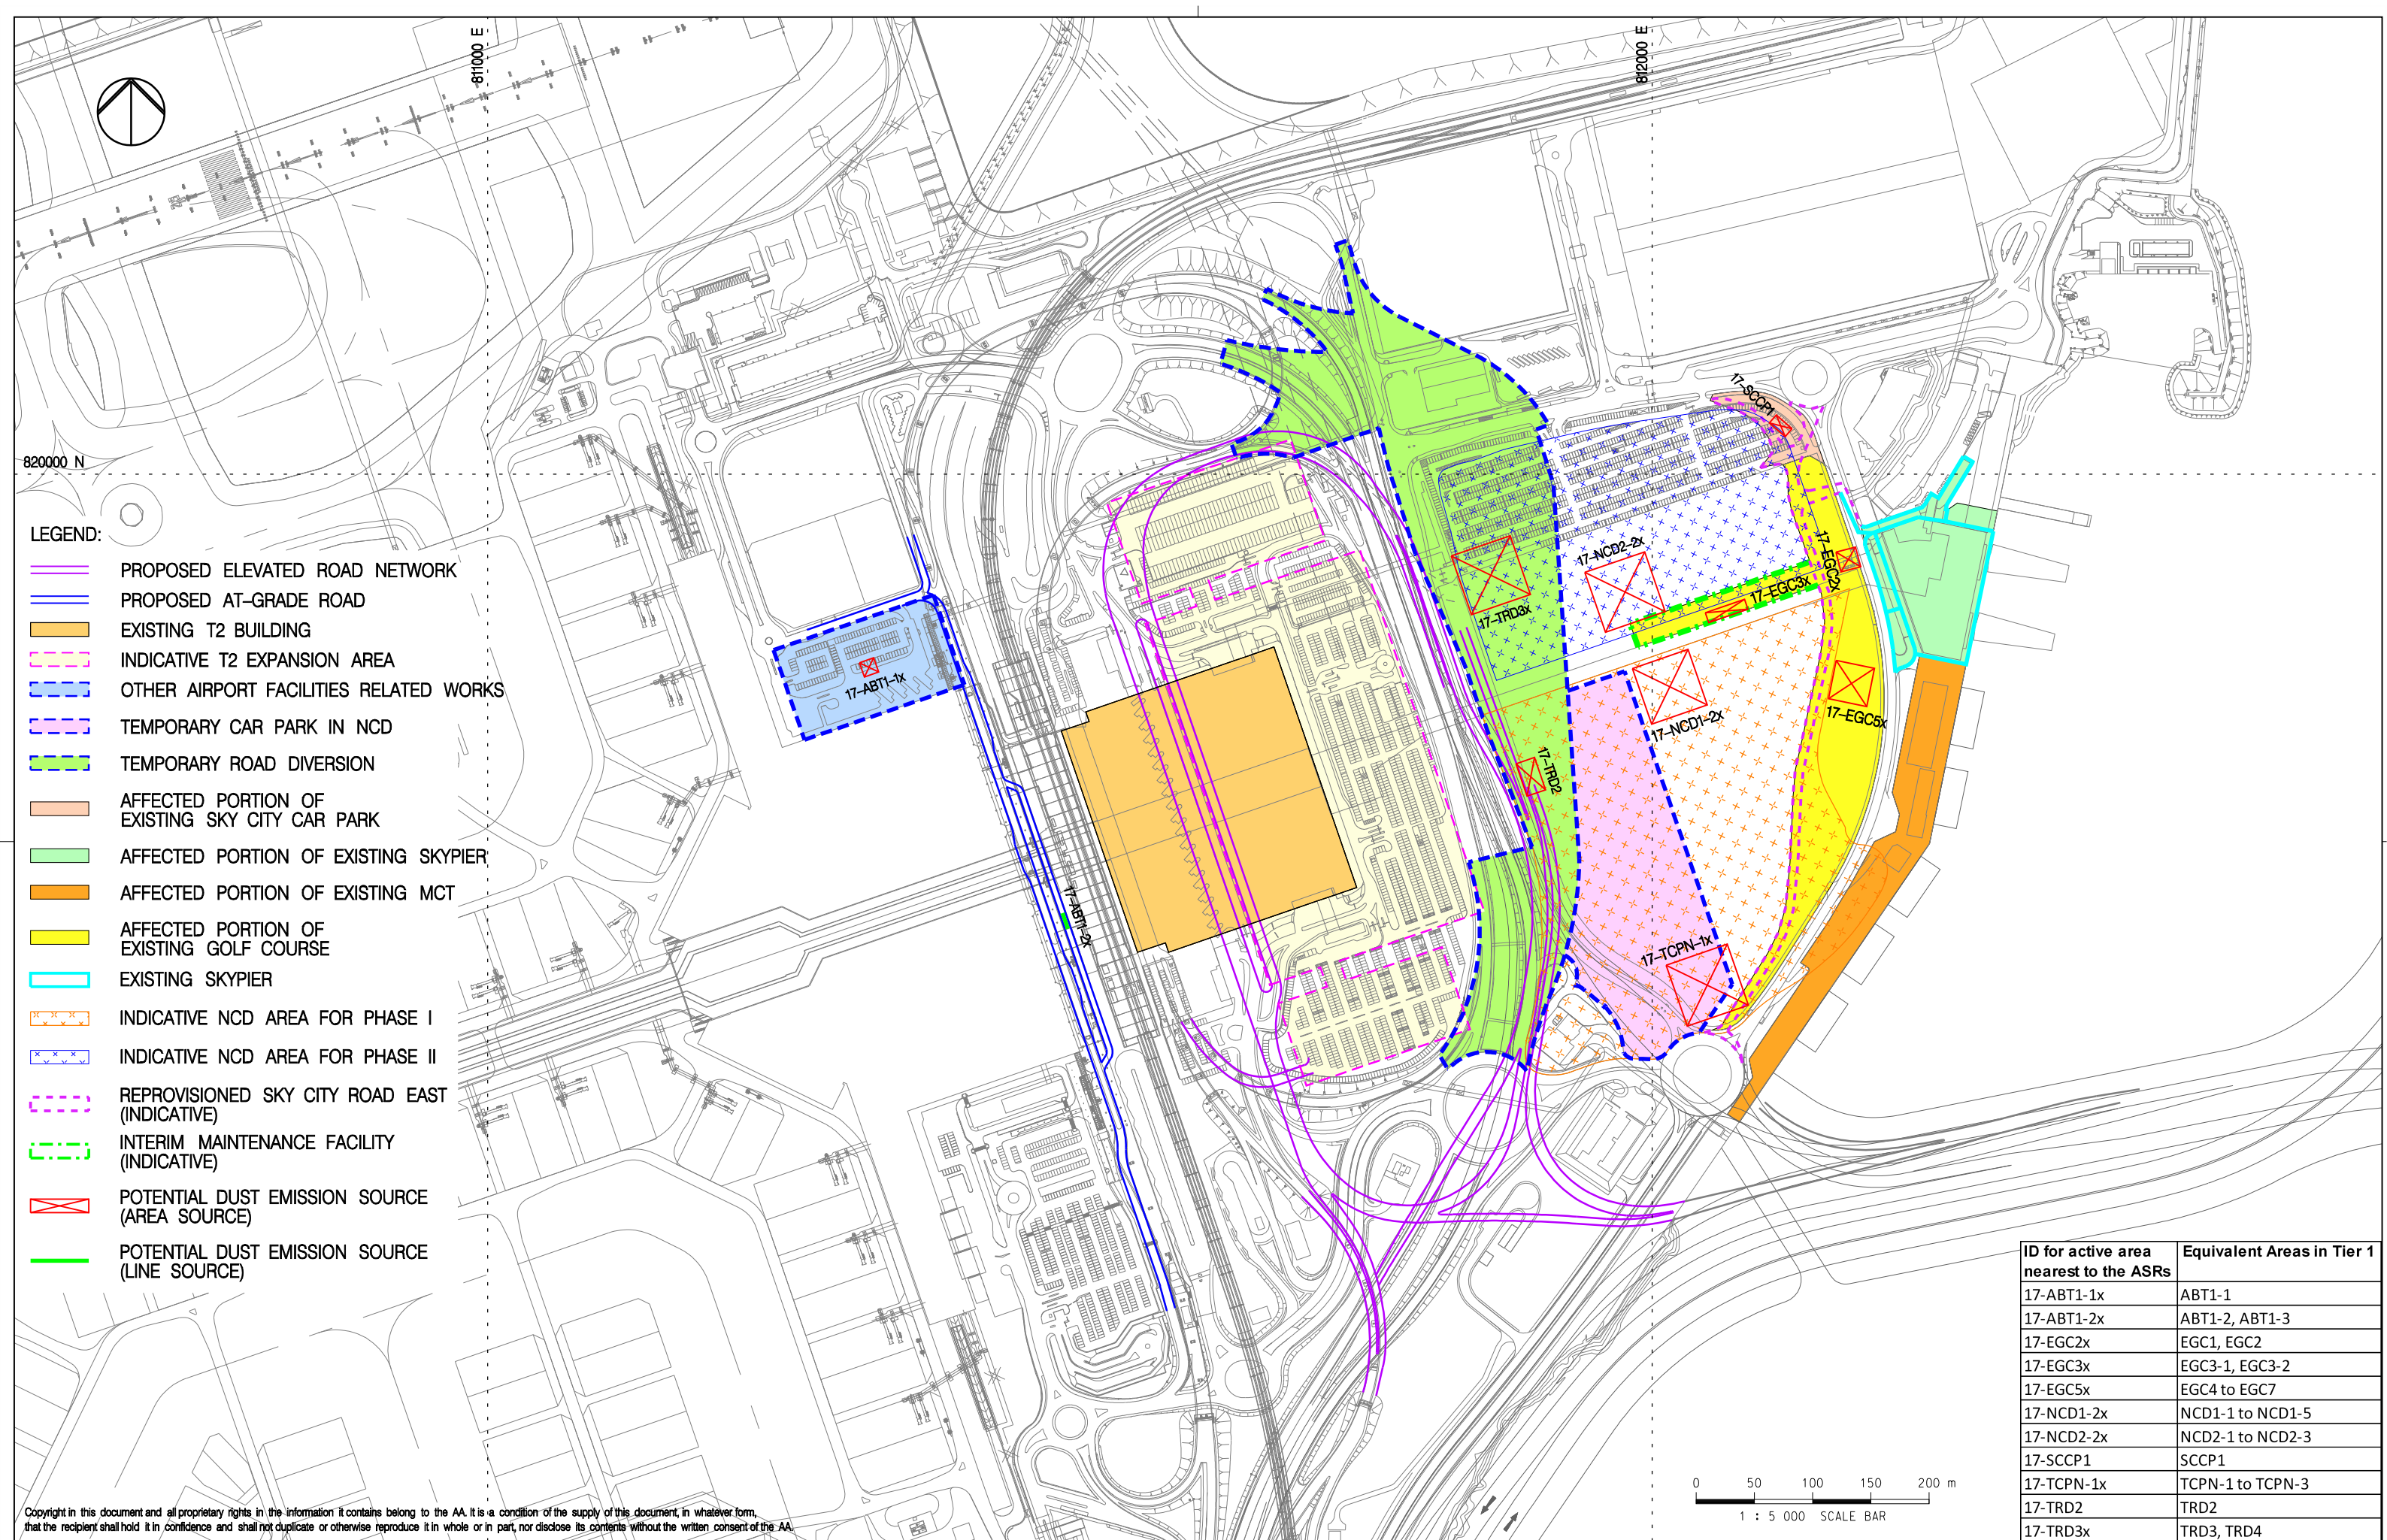 811000 E
812000 E
820000 N
LEGEND:
PROPOSED ELEVATED ROAD NETWORK
PROPOSED AT-GRADE ROAD
EXISTING T2 BUILDING
INDICATIVE T2 EXPANSION AREA
OTHER AIRPORT FACILITIES RELATED WORKS
TEMPORARY CAR PARK IN NCD
TEMPORARY ROAD DIVERSION
AFFECTED PORTION OF
EXISTING SKY CITY CAR PARK
AFFECTED PORTION OF EXISTING SKYPIER
AFFECTED PORTION OF EXISTING MCT
AFFECTED PORTION OF
EXISTING GOLF COURSE
EXISTING SKYPIER
INDICATIVE NCD AREA FOR PHASE I
INDICATIVE NCD AREA FOR PHASE II
REPROVISIONED SKY CITY ROAD EAST
(INDICATIVE)
INTERIM MAINTENANCE FACILITY
(INDICATIVE)
POTENTIAL DUST EMISSION SOURCE
(AREA SOURCE)
POTENTIAL DUST EMISSION SOURCE
(LINE SOURCE)
17-SCCP1
17-NCD2-2x
17-EGC2x
17-EGC3x
17-TRD3x
17-ABT1-1x
17-EGC5x
17-NCD1-2x
17-TRD2
17-ABT1-2x
17-TCPN-1x
ID for active area nearest to the ASRs Equivalent Areas in Tier 1
17-ABT1-1x ABT1-1
17-ABT1-2x ABT1-2, ABT1-3
17-EGC2x EGC1, EGC2
17-EGC3x EGC3-1, EGC3-2
17-EGC5x EGC4 to EGC7
17-NCD1-2x NCD1-1 to NCD1-5
17-NCD2-2x NCD2-1 to NCD2-3
17-SCCP1 SCCP1
17-TCPN-1x TCPN-1 to TCPN-3
17-TRD2 TRD2
17-TRD3x TRD3, TRD4
0 50 100 150 200 m
1 : 5 000 SCALE BAR
Copyright in this document and all proprietary rights in the information it contains belong to the AA. It is a condition of the supply of this document, in whatever form,
that the recipient shall hold it in confidence and shall not duplicate or otherwise reproduce it in whole or in part, nor disclose its contents without the written consent of the AA.